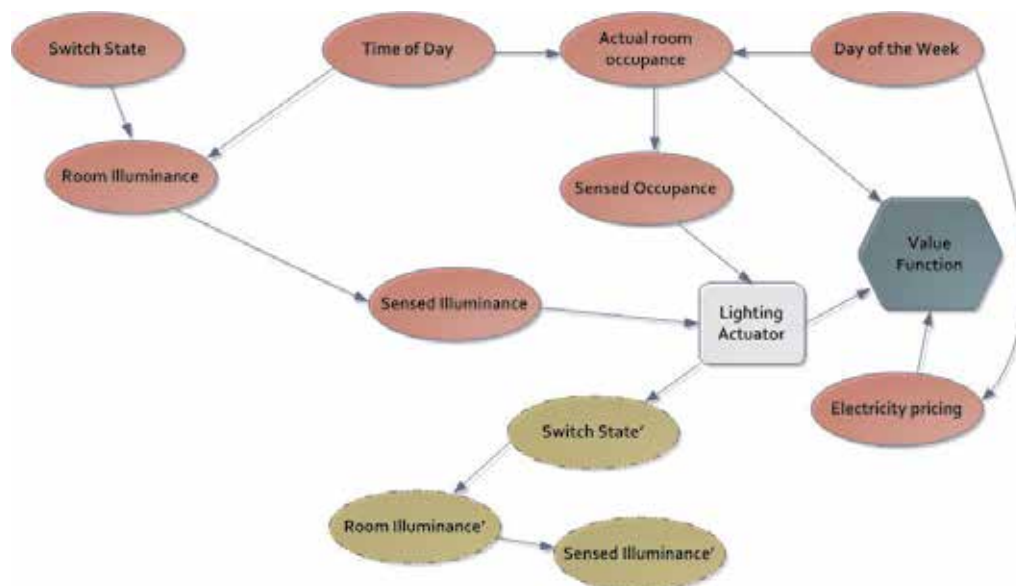 Switch State
Time of Day
Actual room
occupance
Day of the Week
Room Illuminance
Sensed Occupance
Value
Function
Sensed Illuminance
Lighting
Actuator
Electricity pricing
Switch State'
Room Illuminance'
Sensed Illuminance'